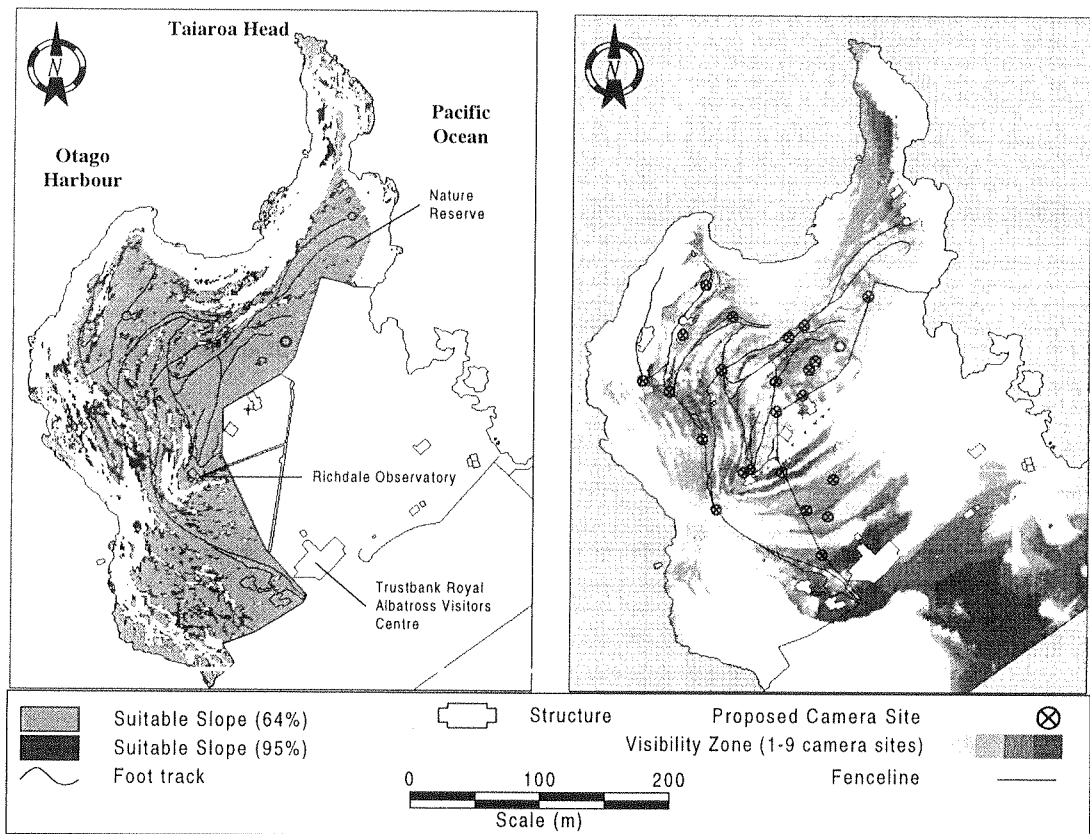 Taiaroa Head
N
Pacific
Ocean
Otago
Harbour
Nature
Reserve
Richdale Observatory
Trustbank Royal
Albatross Visitors
Centre
N
Suitable Slope (64%)
Suitable Slope (95%)
Foot track
Structure
0 100 200
Scale (m)
Proposed Camera Site
Visibility Zone (1-9 camera sites)
Fenceline